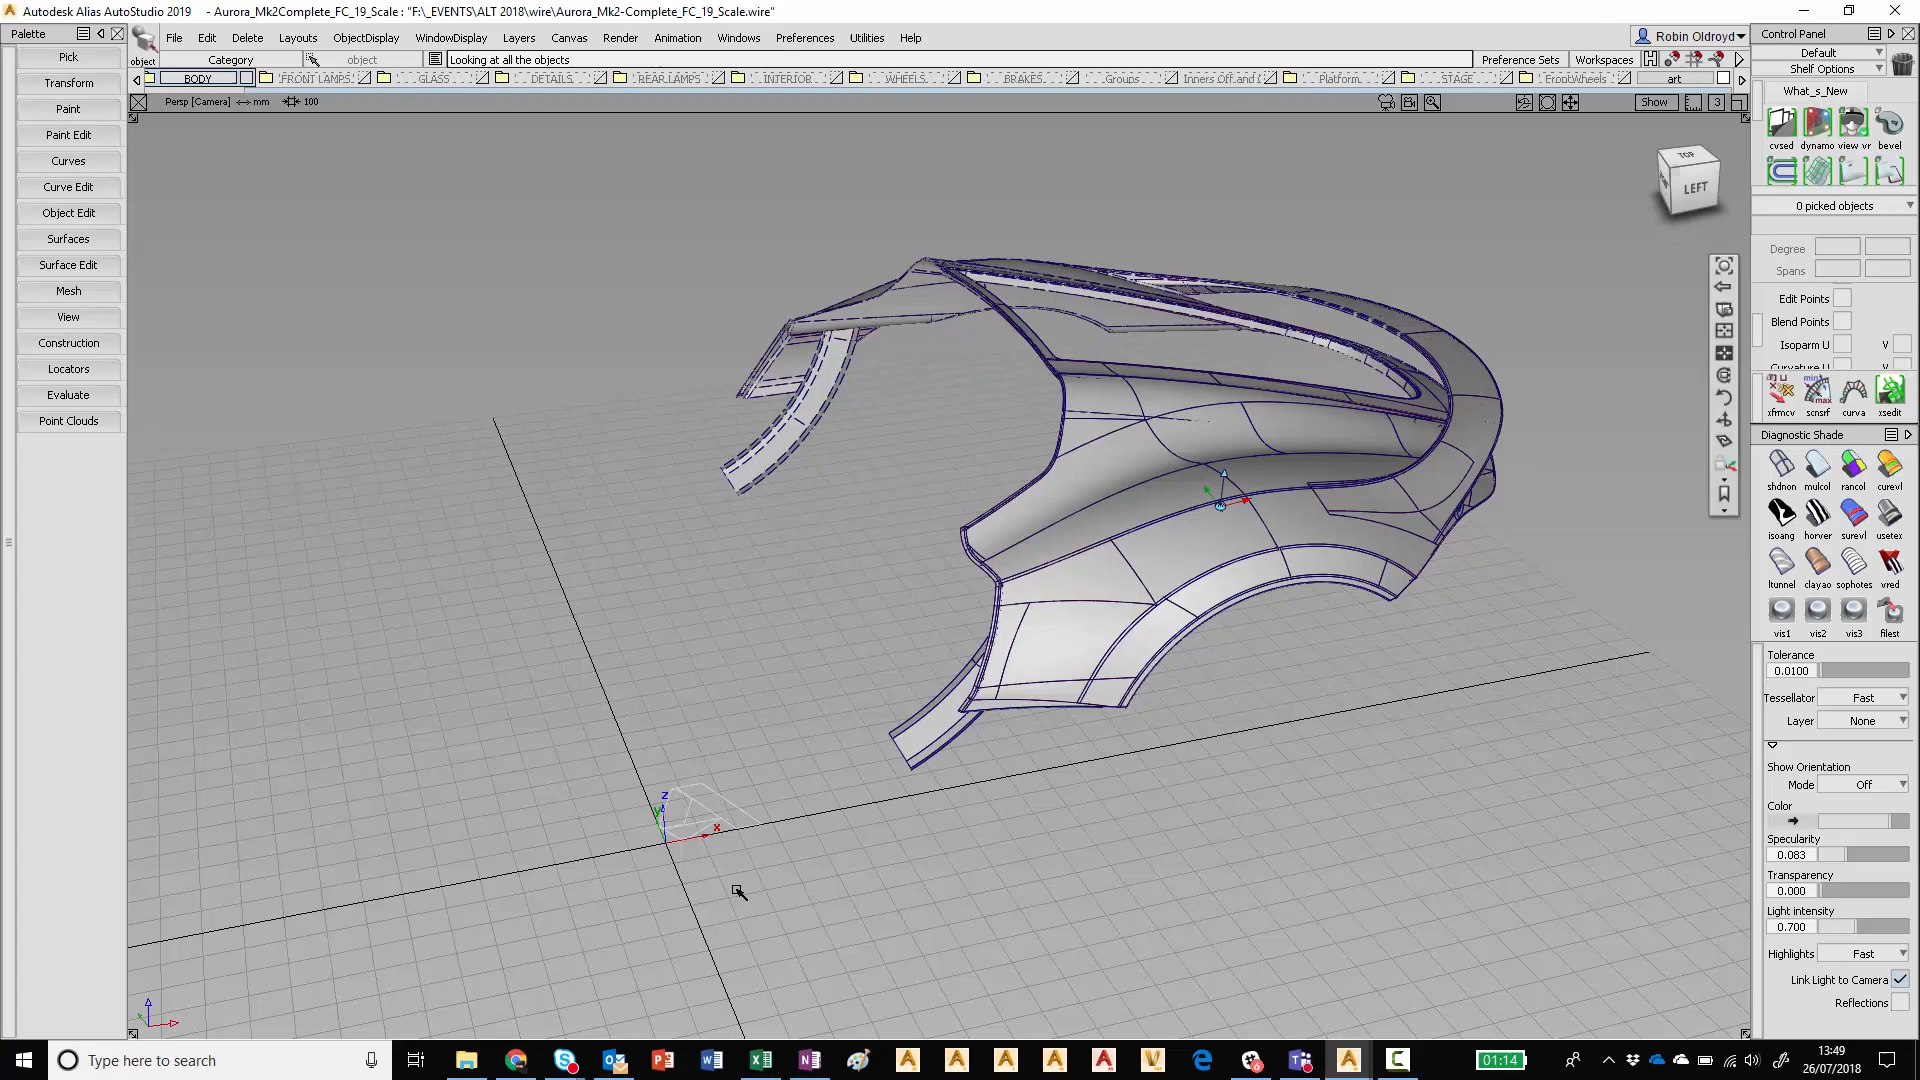 Autodesk Alias AutoStudio 2019 - Aurora_Mk2Complete_FC_19_Scale : "F:\_EVENTS\ALT 2018\wire\Aurora_Mk2-Complete_FC_19_Scale.wire"
Palette
object
File Edit Delete Layouts ObjectDisplay WindowDisplay Layers Canvas Render Animation Windows Preferences Utilities Help
Robin Oldroyd
Control Panel
Category object Looking at all the objects
Preference Sets Workspaces
Default
Shelf Options
BODY FRONT LAMPS GLASS DETAILS REAR LAMPS INTERIOR WHEELS BRAKES Groups Inners Off and Platform STAGE FrontWheels art
Persp [Camera] mm 100
Show 3
Pick
Transform
Paint
Paint Edit
Curves
Curve Edit
Object Edit
Surfaces
Surface Edit
Mesh
View
Construction
Locators
Evaluate
Point Clouds
TOP
LEFT
z
x
What_s_New
cvsed dynamo view vr bevel
0 picked objects
Degree
Spans
Edit Points
Blend Points
Isoparm U V
Curvature U
xfrmcv scnsrf curva xsedit
Diagnostic Shade
shdnon mulcol rancol curevl
isoang horver surevl usetex
ltunnel clayao sophotes vred
vis1 vis2 vis3 filest
Tolerance
0.0100
Tessellator Fast
Layer None
Show Orientation
Mode Off
Color
Specularity
0.083
Transparency
0.000
Light intensity
0.700
Highlights Fast
Link Light to Camera
Reflections
Type here to search
01:14
13:49
26/07/2018